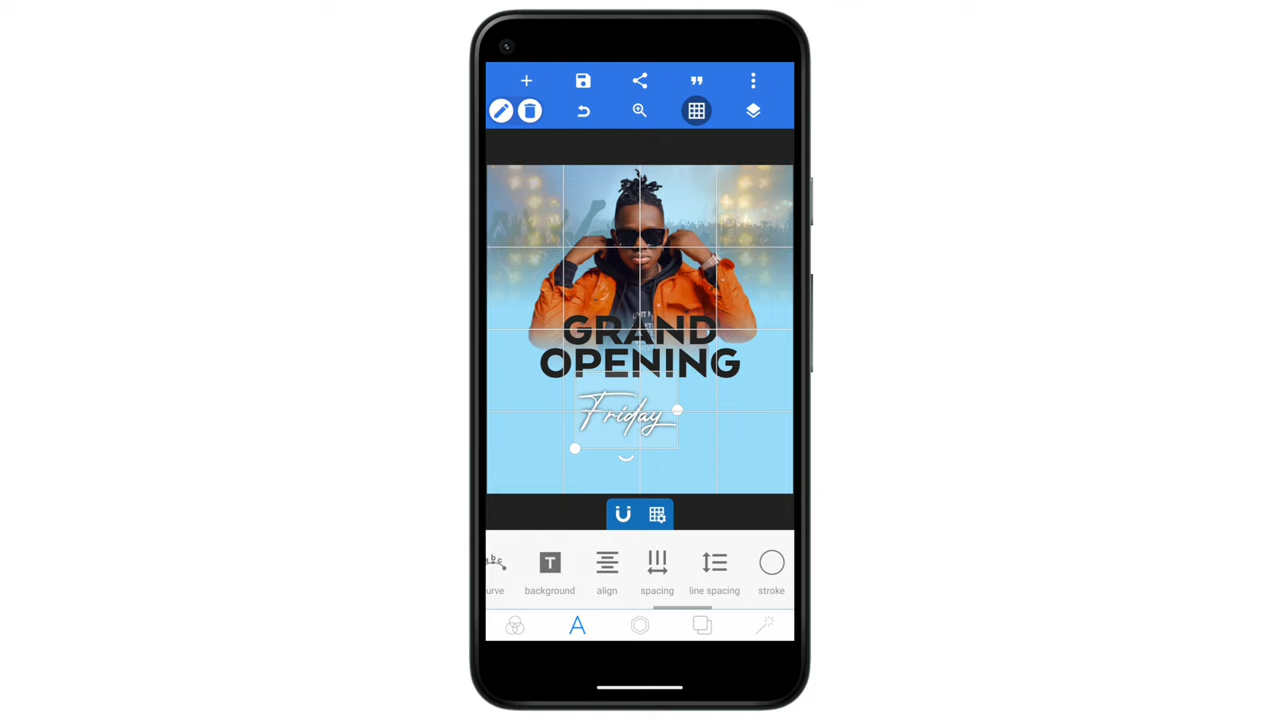 GRAND
OPENING
Friday
urve background align spacing line spacing stroke